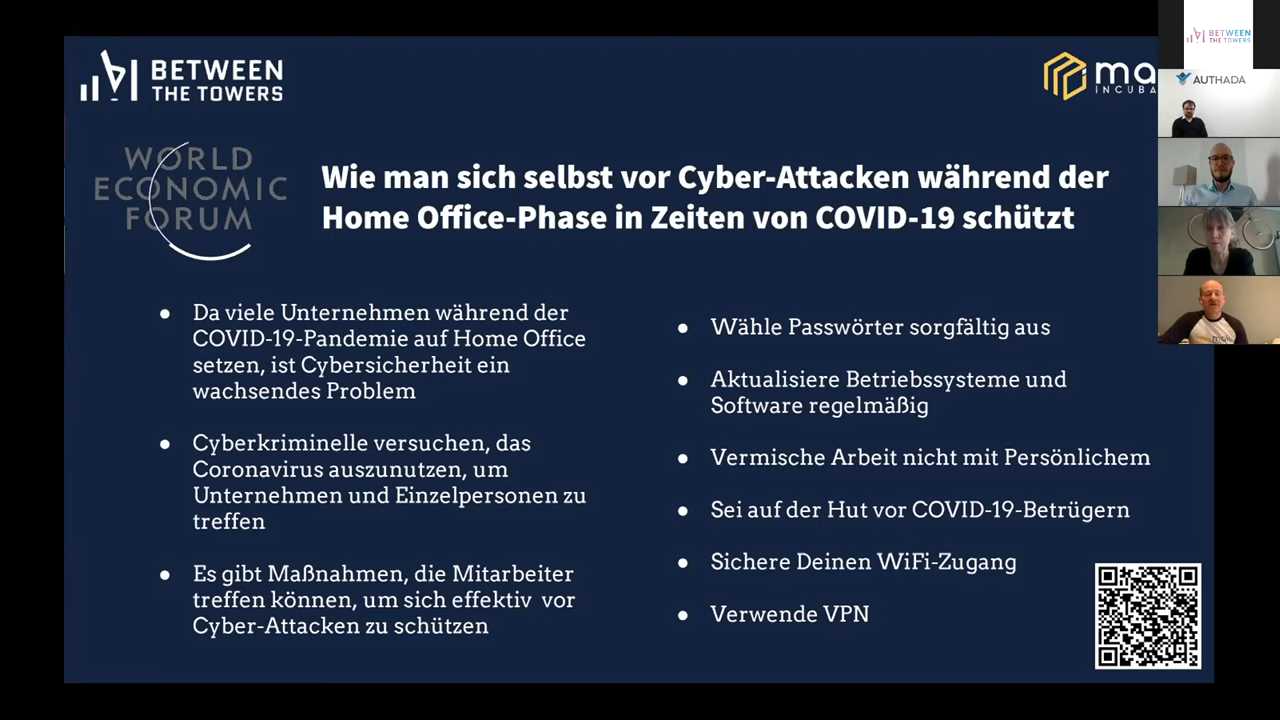 BETWEEN
THE TOWERS
ma
INCUBA
BETWEEN
THE TOWERS
AUTHADA
WORLD
ECONOMIC
FORUM
Wie man sich selbst vor Cyber-Attacken während der
Home Office-Phase in Zeiten von COVID-19 schützt
Da viele Unternehmen während der
COVID-19-Pandemie auf Home Office
setzen, ist Cybersicherheit ein
wachsendes Problem
Cyberkriminelle versuchen, das
Coronavirus auszunutzen, um
Unternehmen und Einzelpersonen zu
treffen
Es gibt Maßnahmen, die Mitarbeiter
treffen können, um sich effektiv vor
Cyber-Attacken zu schützen
Wähle Passwörter sorgfältig aus
Aktualisiere Betriebssysteme und
Software regelmäßig
Vermische Arbeit nicht mit Persönlichem
Sei auf der Hut vor COVID-19-Betrügern
Sichere Deinen WiFi-Zugang
Verwende VPN